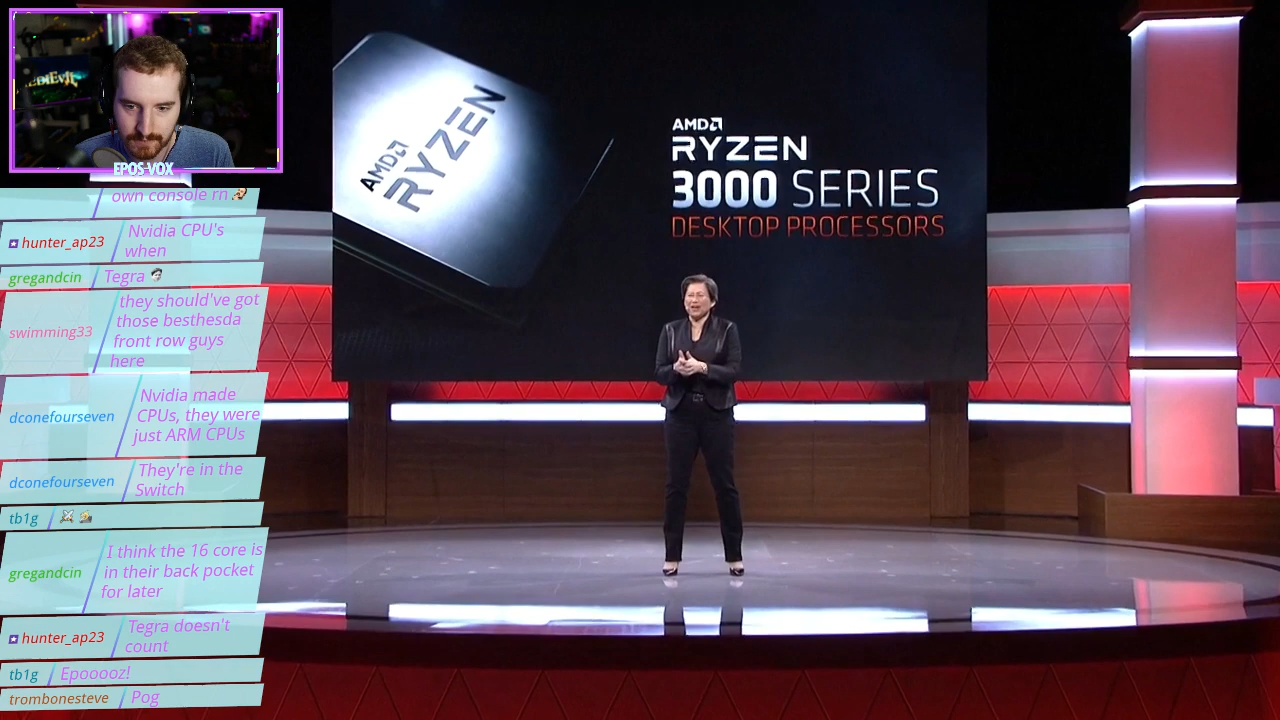 MEDIEVIL
EPOS VOX
own console rn
hunter_ap23
Nvidia CPU's
when
gregandcin
Tegra
swimming33
they should've got
those besthesda
front row guys
here
dconefourseven
Nvidia made
CPUs, they were
just ARM CPUs
dconefourseven
They're in the
Switch
tb1g
gregandcin
I think the 16 core is
in their back pocket
for later
hunter_ap23
Tegra doesn't
count
tb1g
Epooooz!
trombonesteve
Pog
AMD
RYZEN
AMD
RYZEN
3000 SERIES
DESKTOP PROCESSORS